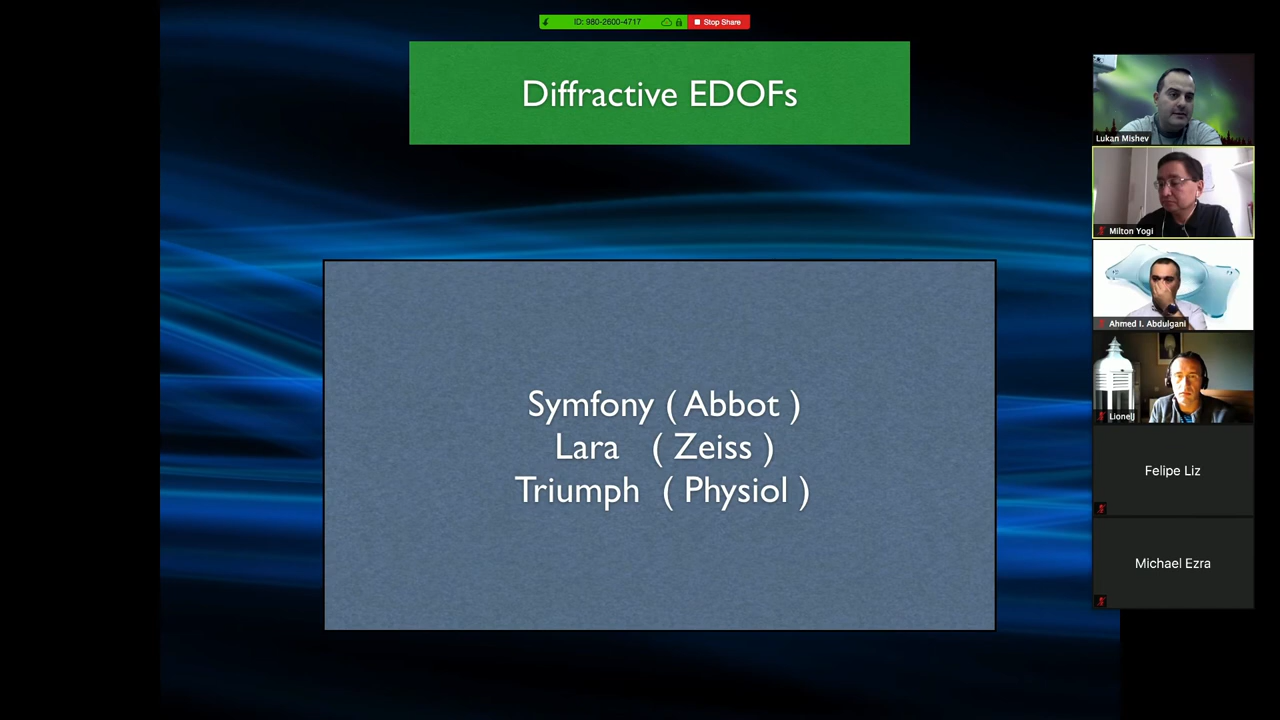 ID: 980-2600-4717
Stop Share
Diffractive EDOFs
Symfony ( Abbot )
Lara ( Zeiss )
Triumph ( Physiol )
Lukan Mishev
Milton Yogi
Ahmed I. Abdulgani
LionelJ
Felipe Liz
Michael Ezra